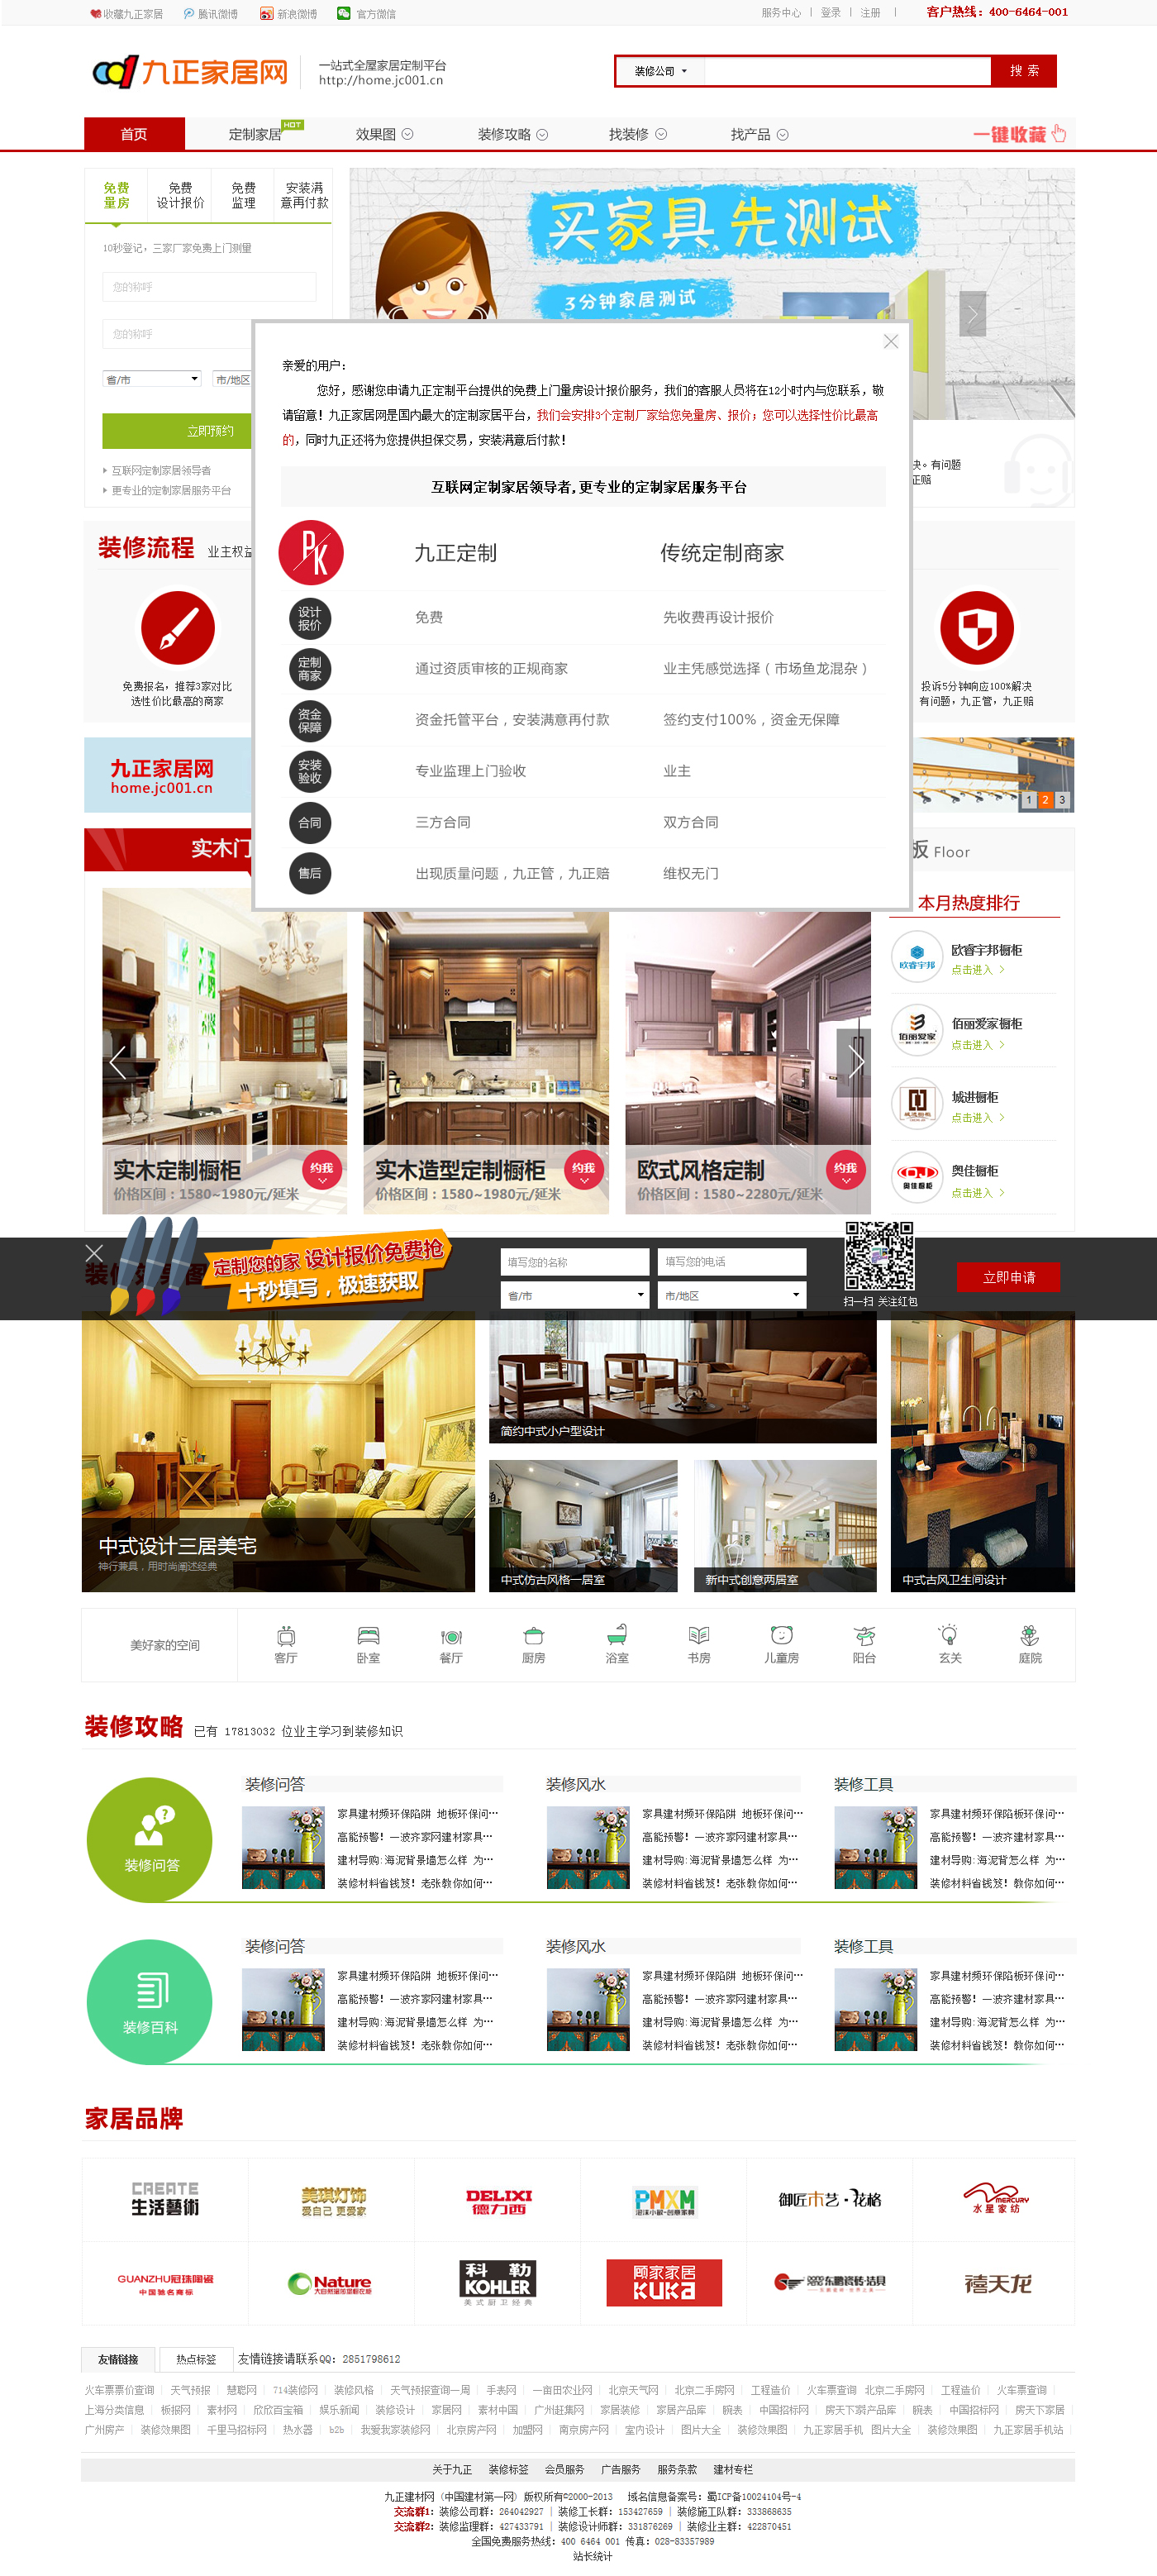 收藏九正家居 腾讯微博 新浪微博 官方微信 服务中心 | 登录 | 注册 | 客户热线：400-6464-001
九正家居网 一站式全屋家居定制平台
http://home.jc001.cn
装修公司 搜 索
首页 定制家居 HOT 效果图 装修攻略 找装修 找产品 一键收藏
免费 免费 免费 安装满
量房 设计报价 监理 意再付款
10秒登记，三家厂家免费上门测量
您的称呼
您的称呼
省/市 市/地区
立即预约
互联网定制家居领导者
更专业的定制家居服务平台
买家具 先测试
3分钟家居测试
决。有问题
正赔
亲爱的用户：
您好，感谢您申请九正定制平台提供的免费上门量房设计报价服务，我们的客服人员将在12小时内与您联系，敬
请留意！九正家居网是国内最大的定制家居平台，我们会安排3个定制厂家给您免量房、报价；您可以选择性价比最高
的，同时九正还将为您提供担保交易，安装满意后付款！
互联网定制家居领导者,更专业的定制家居服务平台
PK 九正定制 传统定制商家
设计报价 免费 先收费再设计报价
定制商家 通过资质审核的正规商家 业主凭感觉选择（市场鱼龙混杂）
资金保障 资金托管平台，安装满意再付款 签约支付100%，资金无保障
安装验收 专业监理上门验收 业主
合同 三方合同 双方合同
售后 出现质量问题，九正管，九正赔 维权无门
装修流程 业主权益
免费报名，推荐3家对比
选性价比最高的商家
投诉5分钟响应100%解决
有问题，九正管，九正赔
九正家居网
home.jc001.cn
1 2 3
实木门
板 Floor
本月热度排行
欧睿宇邦
欧睿宇邦橱柜
点击进入
佰丽爱家
佰丽爱家橱柜
点击进入
城进橱柜
点击进入
奥佳橱柜
奥佳橱柜
点击进入
实木定制橱柜 约我
价格区间：1580~1980元/延米
实木造型定制橱柜 约我
价格区间：1580~1980元/延米
欧式风格定制 约我
价格区间：1580~2280元/延米
定制您的家 设计报价免费抢
十秒填写，极速获取
填写您的名称 填写您的电话
省/市 市/地区
扫一扫 关注红包
立即申请
中式设计三居美宅
神行兼具，用时尚阐述经典
简约中式小户型设计
中式仿古风格一居室
新中式创意两居室
中式古风卫生间设计
美好家的空间 客厅 卧室 餐厅 厨房 浴室 书房 儿童房 阳台 玄关 庭院
装修攻略 已有 17813032 位业主学习到装修知识
装修问答
装修问答 装修风水 装修工具
家具建材频环保陷阱 地板环保问… 家具建材频环保陷阱 地板环保问… 家具建材频环保陷板环保问…
高能预警！一波齐家网建材家具… 高能预警！一波齐家网建材家具… 高能预警！一波齐建材家具…
建材导购:海泥背景墙怎么样 为… 建材导购:海泥背景墙怎么样 为… 建材导购:海泥背怎么样 为…
装修材料省钱笈！老张教你如何… 装修材料省钱笈！老张教你如何… 装修材料省钱笈！教你如何…
装修百科
装修问答 装修风水 装修工具
家具建材频环保陷阱 地板环保问… 家具建材频环保陷阱 地板环保问… 家具建材频环保陷板环保问…
高能预警！一波齐家网建材家具… 高能预警！一波齐家网建材家具… 高能预警！一波齐建材家具…
建材导购:海泥背景墙怎么样 为… 建材导购:海泥背景墙怎么样 为… 建材导购:海泥背怎么样 为…
装修材料省钱笈！老张教你如何… 装修材料省钱笈！老张教你如何… 装修材料省钱笈！教你如何…
家居品牌
CREATE 生活藝術
美琪灯饰 爱自己 更爱家
DELIXI 德力西
PMXM 泡沫小敏·创意家具
御匠木艺·花格
MERCURY 水星家纺
GUANZHU冠珠陶瓷 中国驰名商标
Nature
科勒 KOHLER 美式厨卫经典
顾家家居 KUKa
东鹏瓷砖·洁具
禧天龙
友情链接 热点标签 友情链接请联系QQ：2851798612
火车票票价查询 天气预报 慧聪网 714装修网 装修风格 天气预报查询一周 手表网 一亩田农业网 北京天气网 北京二手房网 工程造价 火车票查询 北京二手房网 工程造价 火车票查询
上海分类信息 板报网 素材网 欣欣百宝箱 娱乐新闻 装修设计 家居网 素材中国 广州赶集网 家居装修 家居产品库 腕表 中国招标网 房天下家产品库 腕表 中国招标网 房天下家居
广州房产 装修效果图 千里马招标网 热水器 b2b 我爱我家装修网 北京房产网 加盟网 南京房产网 室内设计 图片大全 装修效果图 九正家居手机 图片大全 装修效果图 九正家居手机站
关于九正 装修标签 会员服务 广告服务 服务条款 建材专栏
九正建材网（中国建材第一网）版权所有©2000-2013 域名信息备案号：蜀ICP备10024104号-4
交流群1：装修公司群：264042927 | 装修工长群：153427659 | 装修施工队群：333868635
交流群2：装修监理群：427433791 | 装修设计师群：331876269 | 装修业主群：422870451
全国免费服务热线：400 6464 001 传真：028-83357989
站长统计